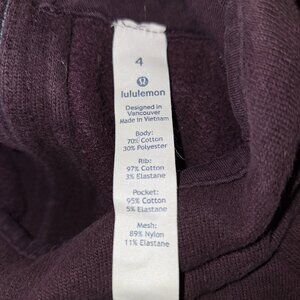 4
lululemon
Designed in
Vancouver
Made in Vietnam
Body:
70% Cotton
30% Polyester
Rib:
97% Cotton
3% Elastane
Pocket:
95% Cotton
5% Elastane
Mesh:
89% Nylon
11% Elastane